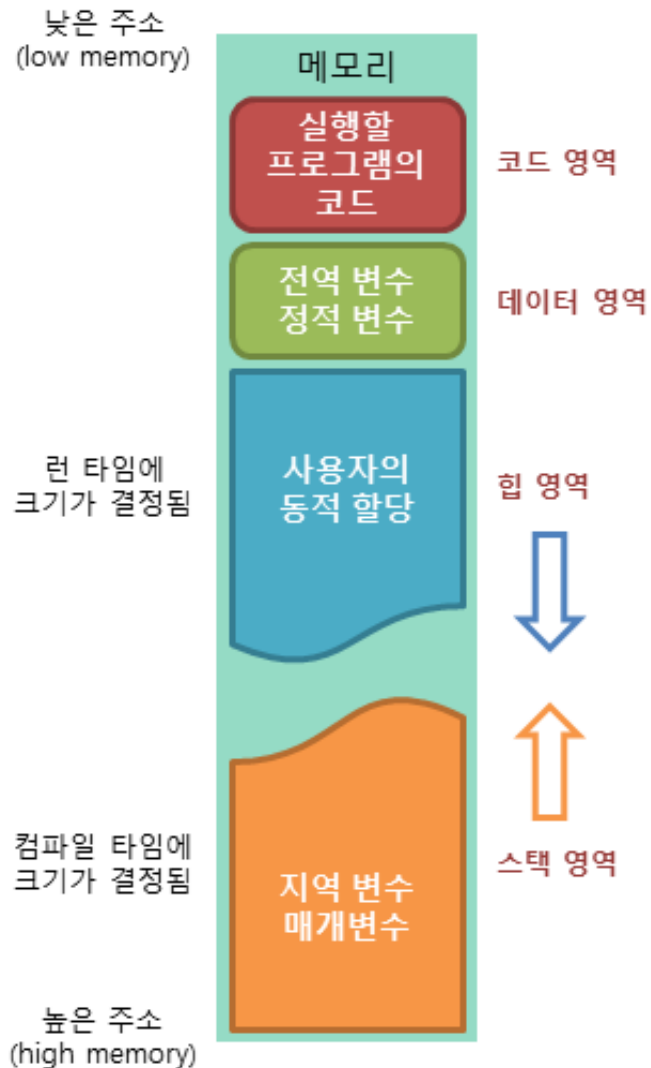 낮은 주소
(low memory)
메모리
실행할
프로그램의
코드
코드 영역
전역 변수
정적 변수
데이터 영역
런 타임에
크기가 결정됨
사용자의
동적 할당
힙 영역
컴파일 타임에
크기가 결정됨
지역 변수
매개변수
스택 영역
높은 주소
(high memory)